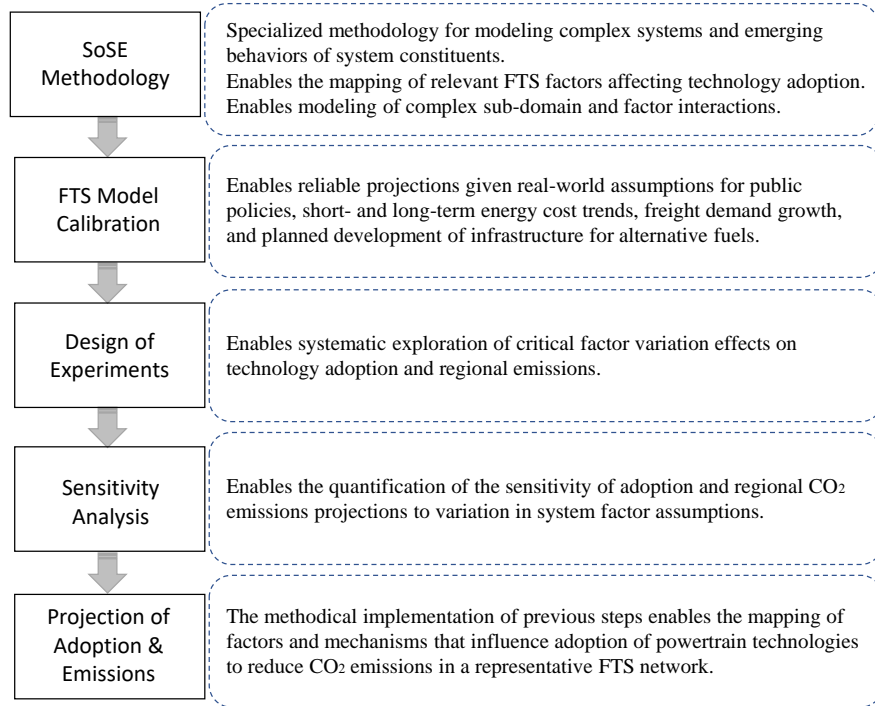 SoSE
Methodology
Specialized methodology for modeling complex systems and emerging
behaviors of system constituents.
Enables the mapping of relevant FTS factors affecting technology adoption.
Enables modeling of complex sub-domain and factor interactions.
FTS Model
Calibration
Enables reliable projections given real-world assumptions for public
policies, short- and long-term energy cost trends, freight demand growth,
and planned development of infrastructure for alternative fuels.
Design of
Experiments
Enables systematic exploration of critical factor variation effects on
technology adoption and regional emissions.
Sensitivity
Analysis
Enables the quantification of the sensitivity of adoption and regional CO2
emissions projections to variation in system factor assumptions.
Projection of
Adoption &
Emissions
The methodical implementation of previous steps enables the mapping of
factors and mechanisms that influence adoption of powertrain technologies
to reduce CO2 emissions in a representative FTS network.